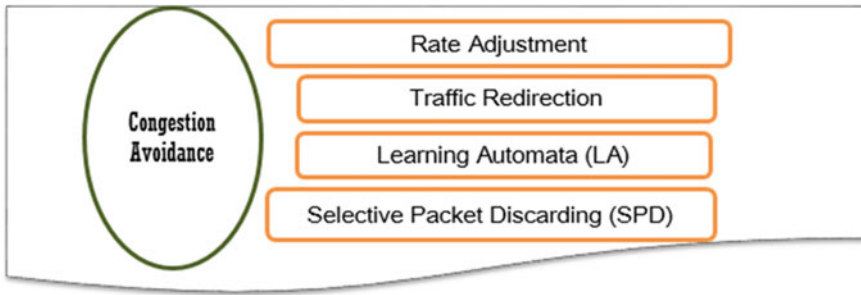 Congestion
Avoidance
Rate Adjustment
Traffic Redirection
Learning Automata (LA)
Selective Packet Discarding (SPD)